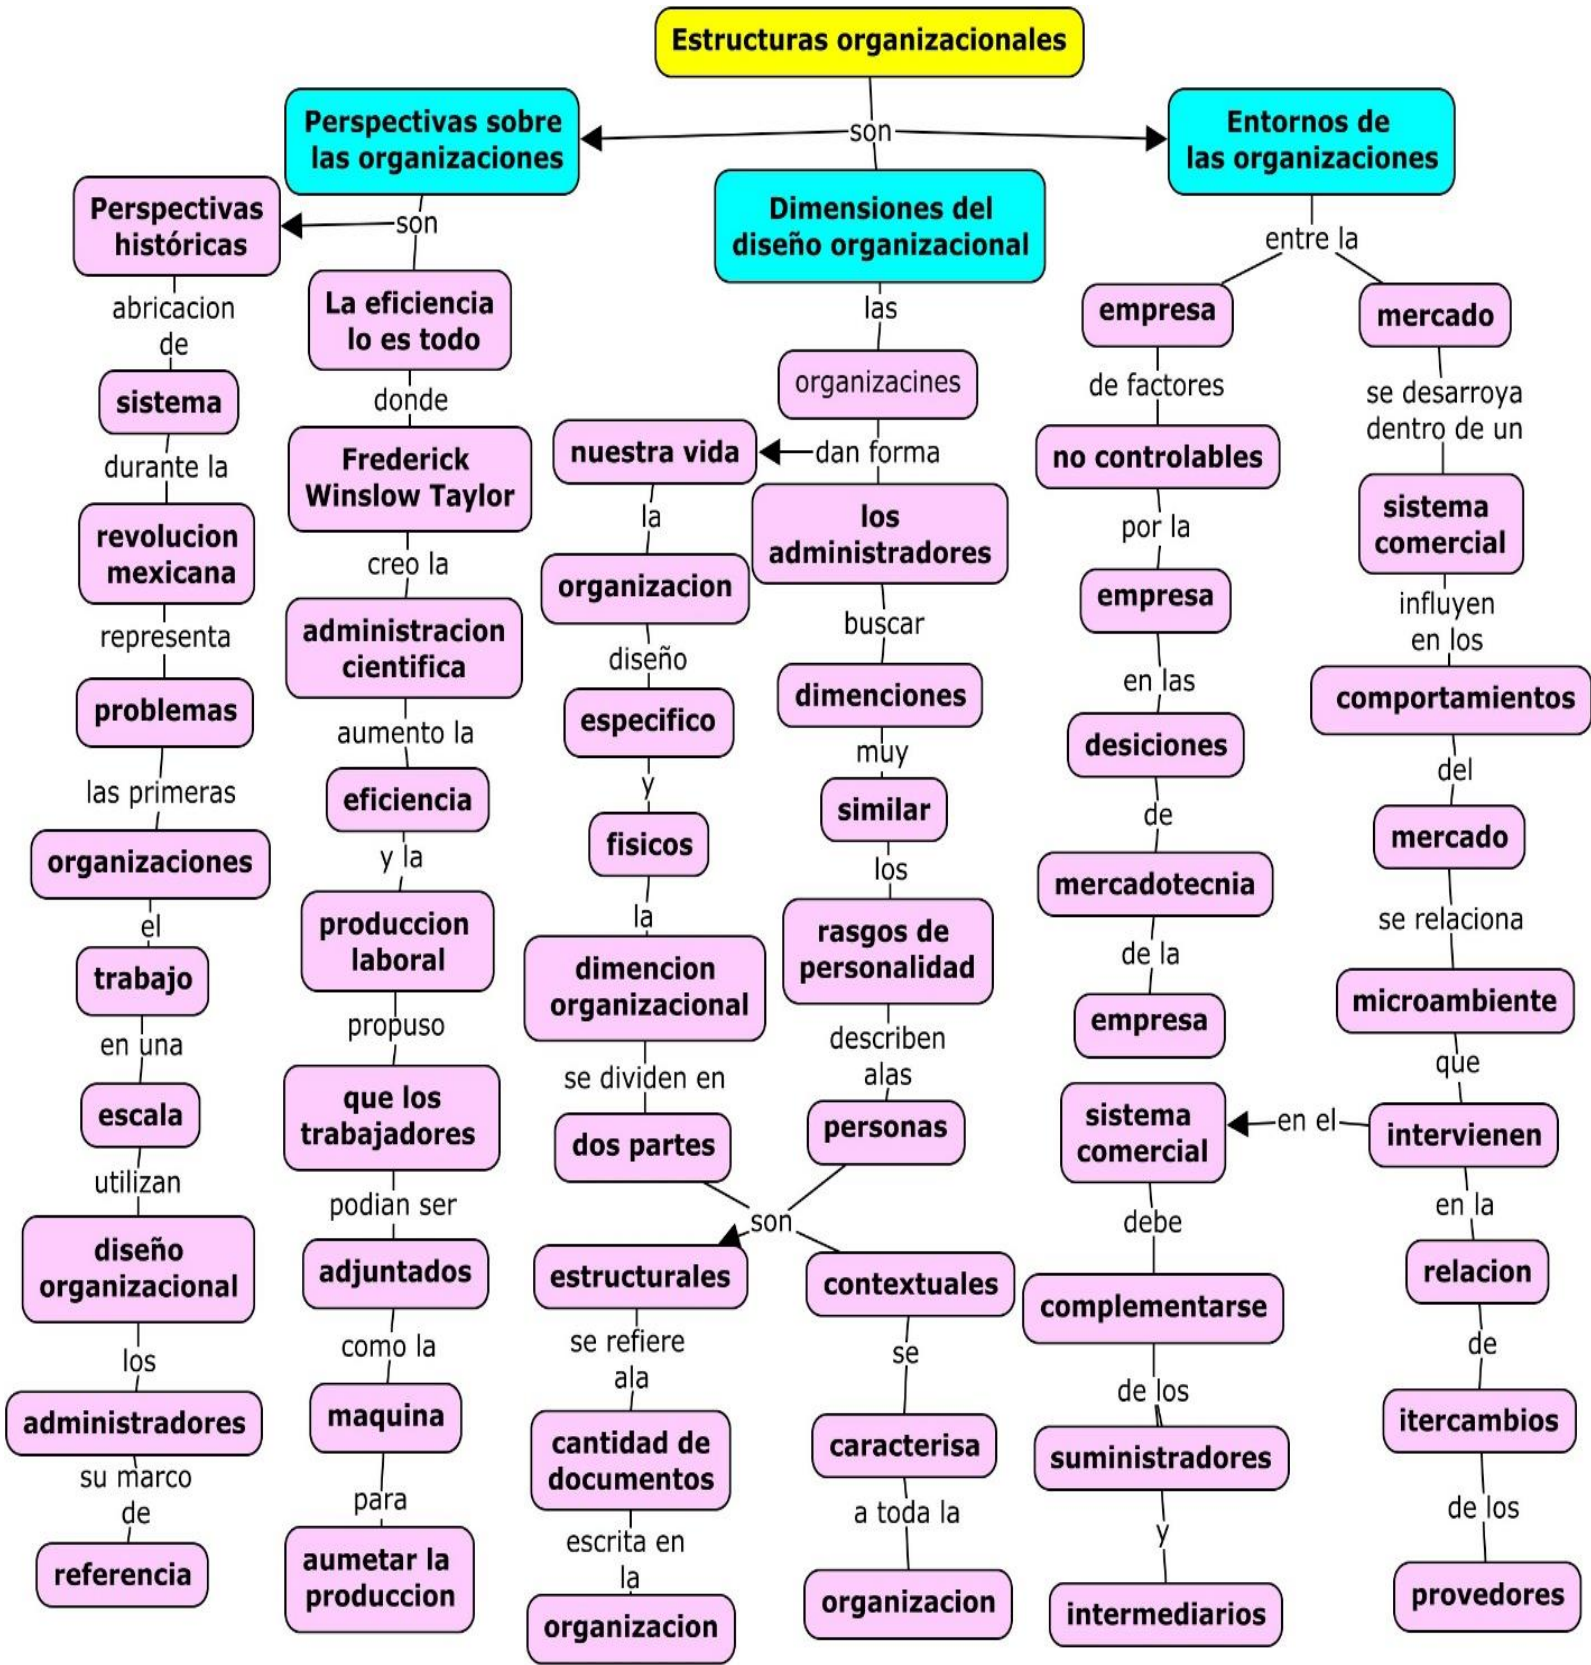 Estructuras organizacionales
son
Perspectivas sobre
las organizaciones
son
Perspectivas
históricas
abricacion
de
sistema
durante la
revolucion
mexicana
representa
problemas
las primeras
organizaciones
el
trabajo
en una
escala
utilizan
diseño
organizacional
los
administradores
su marco
de
referencia
La eficiencia
lo es todo
donde
Frederick
Winslow Taylor
creo la
administracion
cientifica
aumento la
eficiencia
y la
produccion
laboral
propuso
que los
trabajadores
podian ser
adjuntados
como la
maquina
para
aumetar la
produccion
Dimensiones del
diseño organizacional
las
organizacines
dan forma
nuestra vida
la
organizacion
diseño
especifico
y
fisicos
la
dimencion
organizacional
se dividen en
dos partes
los
administradores
buscar
dimenciones
muy
similar
los
rasgos de
personalidad
describen
alas
personas
son
estructurales
se refiere
ala
cantidad de
documentos
escrita en
la
organizacion
contextuales
se
caracterisa
a toda la
organizacion
Entornos de
las organizaciones
entre la
empresa
de factores
no controlables
por la
empresa
en las
desiciones
de
mercadotecnia
de la
empresa
mercado
se desarroya
dentro de un
sistema
comercial
influyen
en los
comportamientos
del
mercado
se relaciona
microambiente
que
intervienen
en el
sistema
comercial
debe
complementarse
de los
suministradores
y
intermediarios
en la
relacion
de
itercambios
de los
provedores